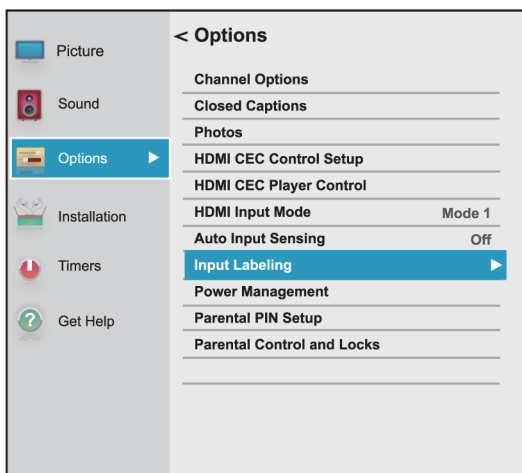 Picture
Sound
Options
Installation
Timers
Get Help
< Options
Channel Options
Closed Captions
Photos
HDMI CEC Control Setup
HDMI CEC Player Control
HDMI Input Mode Mode 1
Auto Input Sensing Off
Input Labeling
Power Management
Parental PIN Setup
Parental Control and Locks